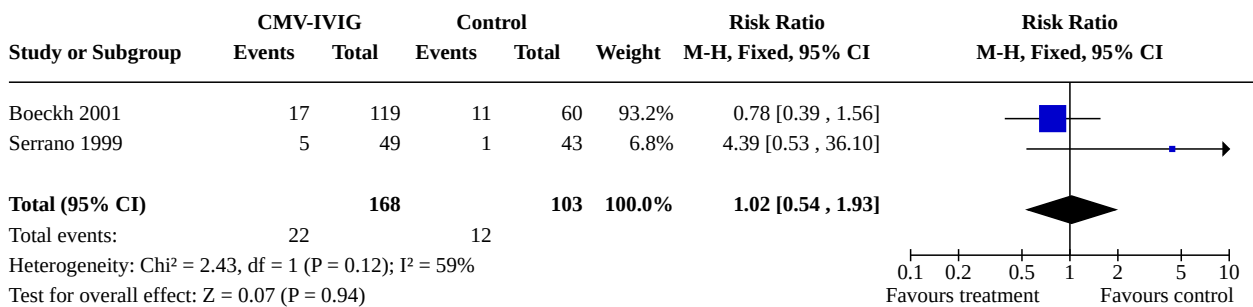 CMV-IVIG Control Risk Ratio Risk Ratio
Study or Subgroup Events Total Events Total Weight M-H, Fixed, 95% CI M-H, Fixed, 95% CI
Boeckh 2001 17 119 11 60 93.2% 0.78 [0.39 , 1.56]
Serrano 1999 5 49 1 43 6.8% 4.39 [0.53 , 36.10]
Total (95% CI) 168 103 100.0% 1.02 [0.54 , 1.93]
Total events: 22 12
Heterogeneity: Chi² = 2.43, df = 1 (P = 0.12); I² = 59%
Test for overall effect: Z = 0.07 (P = 0.94)
0.1 0.2 0.5 1 2 5 10
Favours treatment Favours control